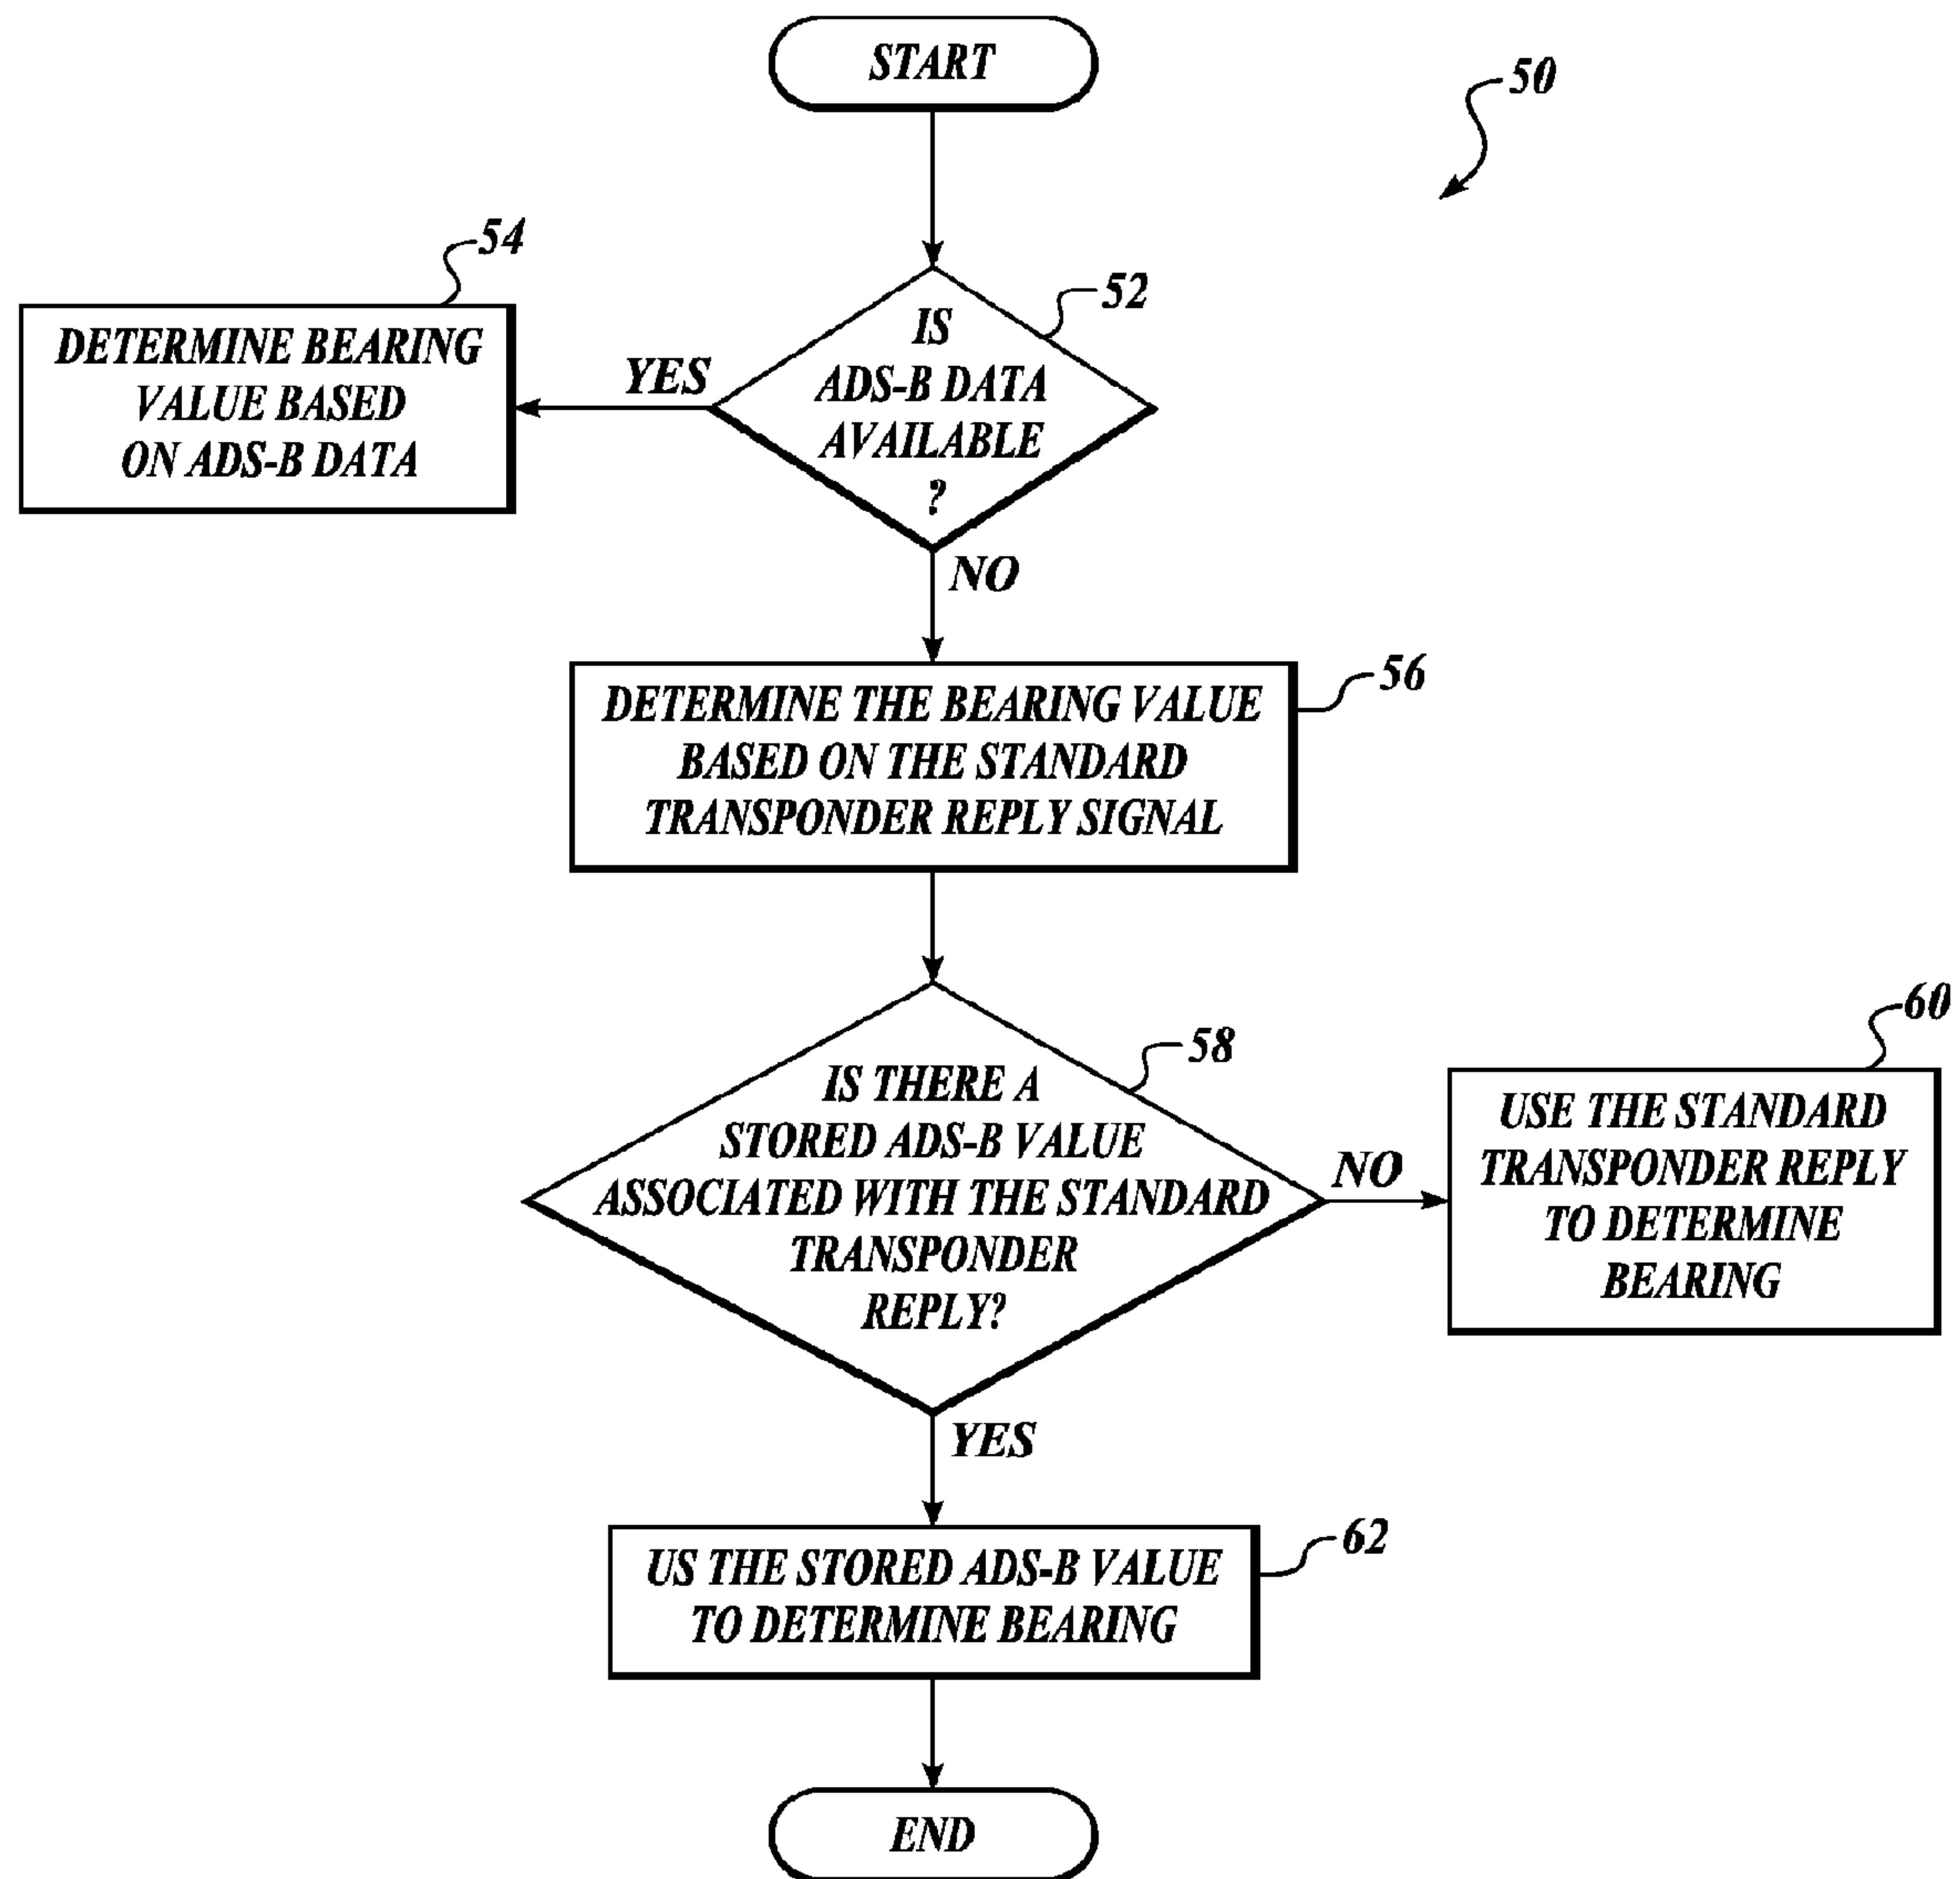 START
50
54
52
DETERMINE BEARING
VALUE BASED
ON ADS-B DATA
YES
IS
ADS-B DATA
AVAILABLE
?
NO
56
DETERMINE THE BEARING VALUE
BASED ON THE STANDARD
TRANSPONDER REPLY SIGNAL
58
IS THERE A
STORED ADS-B VALUE
ASSOCIATED WITH THE STANDARD
TRANSPONDER
REPLY?
NO
60
USE THE STANDARD
TRANSPONDER REPLY
TO DETERMINE
BEARING
YES
62
US THE STORED ADS-B VALUE
TO DETERMINE BEARING
END